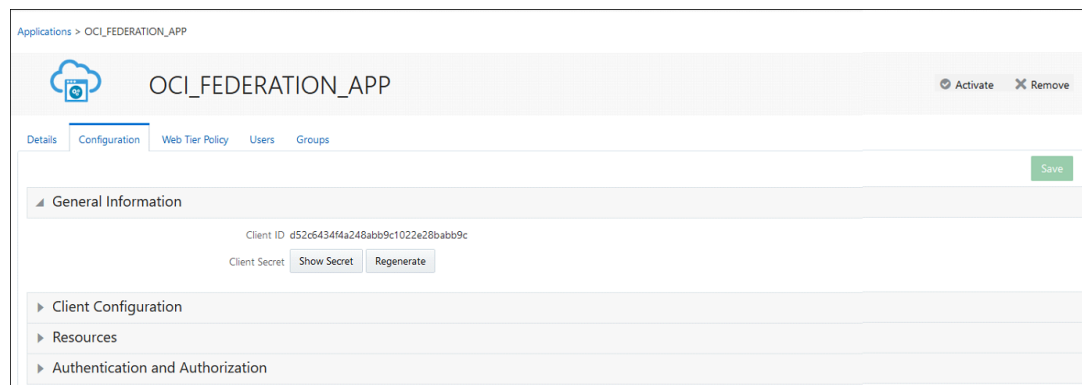 Applications > OCI_FEDERATION_APP
OCI_FEDERATION_APP
Activate Remove
Details Configuration Web Tier Policy Users Groups
Save
General Information
Client ID d52c6434f4a248abb9c1022e28babb9c
Client Secret Show Secret Regenerate
Client Configuration
Resources
Authentication and Authorization